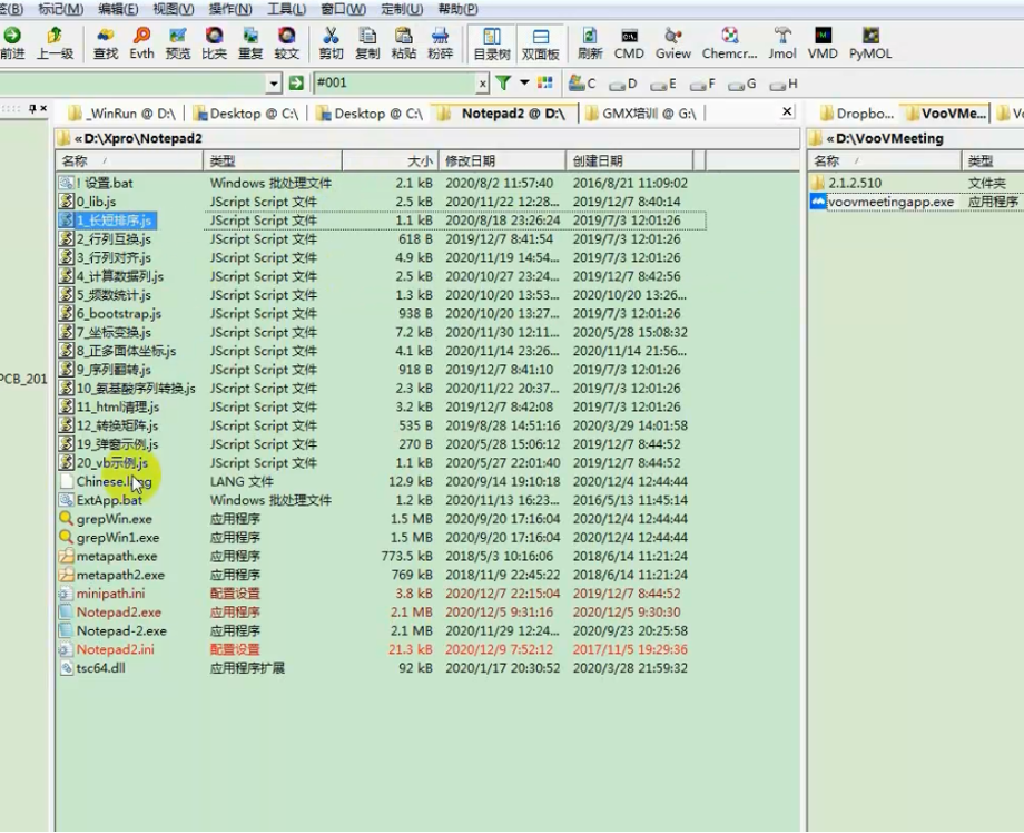 标记(M) 编辑(E) 视图(V) 操作(N) 工具(L) 窗口(W) 定制(U) 帮助(P)
前进 上一级 查找 Evth 预览 比来 重复 较文 剪切 复制 粘贴 粉碎 目录树 双面板 刷新 CMD Gview Chemcr... Jmol VMD PyMOL
#001 x C D E F G H
_WinRun @ D:\ Desktop @ C:\ Desktop @ C:\ Notepad2 @ D:\ GMX培训 @ G:\ x Dropbo... VooVMe...
« D:\Xpro\Notepad2 « D:\VooVMeeting
名称 / 类型 大小 修改日期 创建日期 名称 / 类型
! 设置.bat Windows 批处理文件 2.1 kB 2020/8/2 11:57:40 2016/8/21 11:09:02 2.1.2.510 文件夹
0_lib.js JScript Script 文件 2.5 kB 2020/11/22 12:28... 2019/12/7 8:40:14 voovmeetingapp.exe 应用程序
1_长短排序.js JScript Script 文件 1.1 kB 2020/8/18 23:26:24 2019/7/3 12:01:26
2_行列互换.js JScript Script 文件 618 B 2019/12/7 8:41:54 2019/7/3 12:01:26
3_行列对齐.js JScript Script 文件 4.9 kB 2020/11/19 14:54... 2019/7/3 12:01:26
4_计算数据列.js JScript Script 文件 2.5 kB 2020/10/27 23:24... 2019/12/7 8:42:56
5_频数统计.js JScript Script 文件 1.3 kB 2020/10/20 13:53... 2020/10/20 13:26...
6_bootstrap.js JScript Script 文件 938 B 2020/10/20 13:27... 2019/7/3 12:01:26
7_坐标变换.js JScript Script 文件 7.2 kB 2020/11/30 12:11... 2020/5/28 15:08:32
8_正多面体坐标.js JScript Script 文件 4.1 kB 2020/11/14 23:26... 2020/11/14 21:56...
9_序列翻转.js JScript Script 文件 918 B 2019/12/7 8:41:10 2019/7/3 12:01:26
PCB_201
10_氨基酸序列转换.js JScript Script 文件 2.3 kB 2020/11/22 20:37... 2019/7/3 12:01:26
11_html清理.js JScript Script 文件 3.2 kB 2019/12/7 8:42:08 2019/7/3 12:01:26
12_转换矩阵.js JScript Script 文件 535 B 2019/8/28 14:51:16 2020/3/29 14:01:58
19_弹窗示例.js JScript Script 文件 270 B 2020/5/28 15:06:12 2019/12/7 8:44:52
20_vb示例.js JScript Script 文件 1.1 kB 2020/5/27 22:01:40 2019/12/7 8:44:52
Chinese.lang LANG 文件 12.9 kB 2020/9/14 19:10:18 2020/12/4 12:44:44
ExtApp.bat Windows 批处理文件 1.2 kB 2020/11/13 16:23... 2016/5/13 11:45:14
grepWin.exe 应用程序 1.5 MB 2020/9/20 17:16:04 2020/12/4 12:44:44
grepWin1.exe 应用程序 1.5 MB 2020/9/20 17:16:04 2020/12/4 12:44:44
metapath.exe 应用程序 773.5 kB 2018/5/3 10:16:06 2018/6/14 11:21:24
metapath2.exe 应用程序 769 kB 2018/11/9 22:45:22 2018/6/14 11:21:24
minipath.ini 配置设置 3.8 kB 2020/12/7 22:15:04 2019/12/7 8:44:52
Notepad2.exe 应用程序 2.1 MB 2020/12/5 9:31:16 2020/12/5 9:30:30
Notepad-2.exe 应用程序 2.1 MB 2020/11/29 12:24... 2020/9/23 20:25:58
Notepad2.ini 配置设置 21.3 kB 2020/12/9 7:52:12 2017/11/5 19:29:36
tsc64.dll 应用程序扩展 92 kB 2020/1/17 20:30:52 2020/3/28 21:59:32